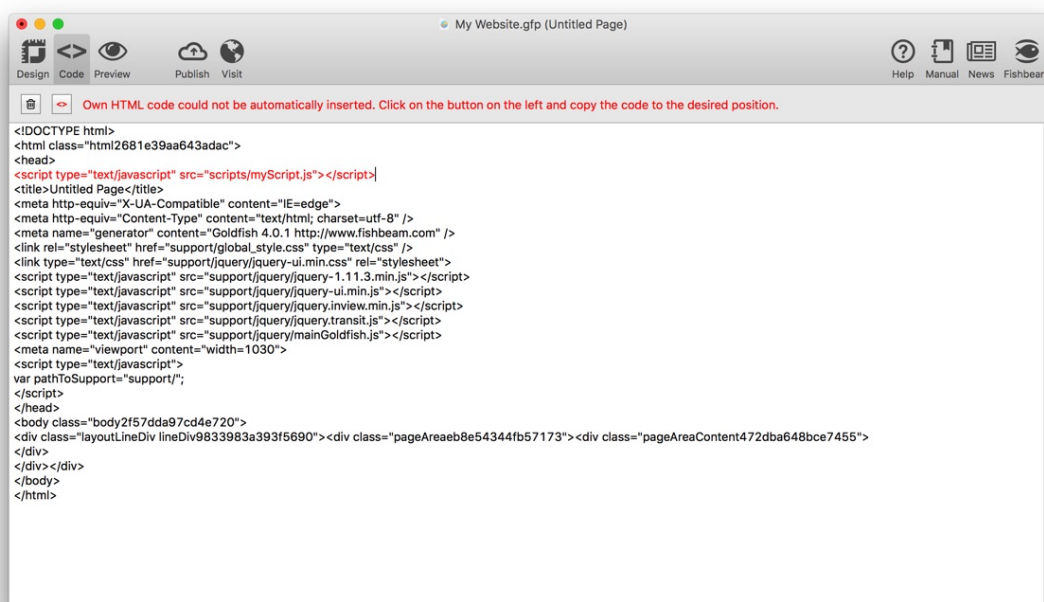 My Website.gfp (Untitled Page)
Design Code Preview Publish Visit Help Manual News Fishbear
<> Own HTML code could not be automatically inserted. Click on the button on the left and copy the code to the desired position.
<!DOCTYPE html>
<html class="html2681e39aa643adac">
<head>
<script type="text/javascript" src="scripts/myScript.js"></script>
<title>Untitled Page</title>
<meta http-equiv="X-UA-Compatible" content="IE=edge">
<meta http-equiv="Content-Type" content="text/html; charset=utf-8" />
<meta name="generator" content="Goldfish 4.0.1 http://www.fishbeam.com" />
<link rel="stylesheet" href="support/global_style.css" type="text/css" />
<link type="text/css" href="support/jquery/jquery-ui.min.css" rel="stylesheet">
<script type="text/javascript" src="support/jquery/jquery-1.11.3.min.js"></script>
<script type="text/javascript" src="support/jquery/jquery-ui.min.js"></script>
<script type="text/javascript" src="support/jquery/jquery.inview.min.js"></script>
<script type="text/javascript" src="support/jquery/jquery.transit.js"></script>
<script type="text/javascript" src="support/jquery/mainGoldfish.js"></script>
<meta name="viewport" content="width=1030">
<script type="text/javascript">
var pathToSupport="support/";
</script>
</head>
<body class="body2f57dda97cd4e720">
<div class="layoutLineDiv lineDiv9833983a393f5690"><div class="pageAreaeb8e54344fb57173"><div class="pageAreaContent472dba648bce7455">
</div>
</div></div>
</body>
</html>